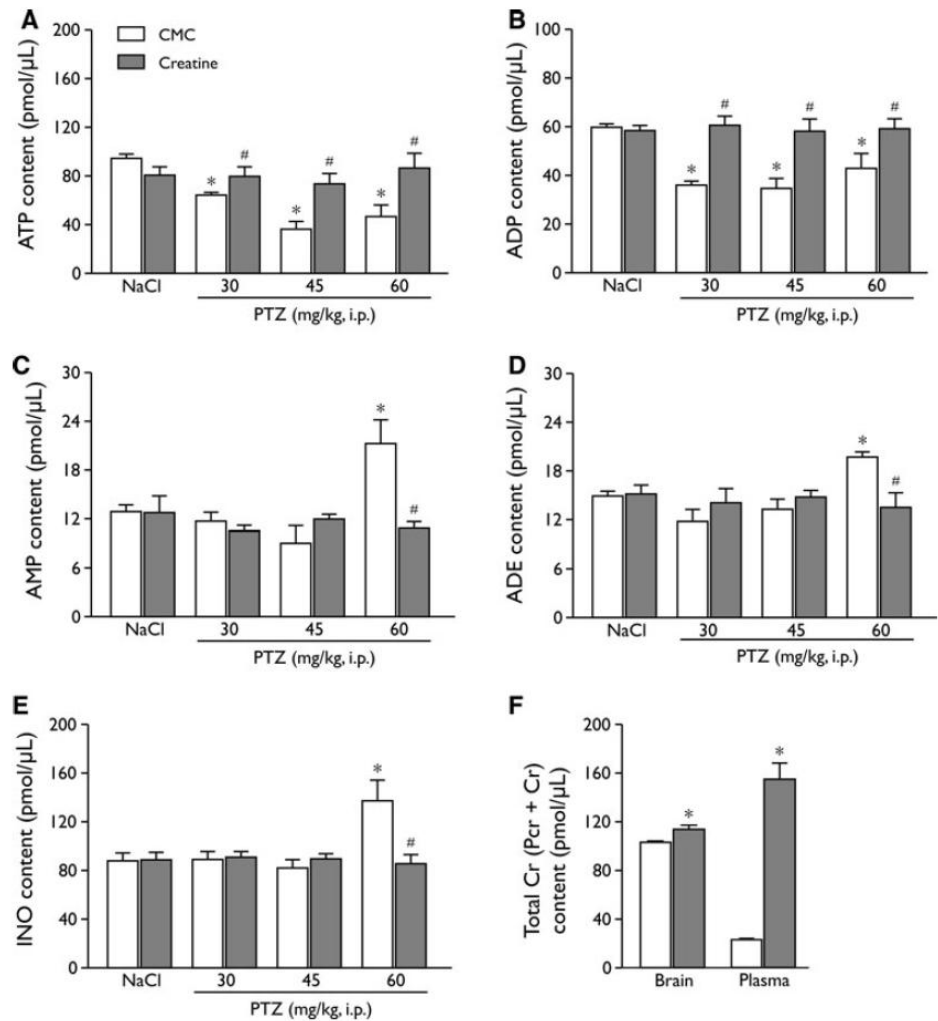 A
ATP content (pmol/µL)
200
160
120
80
40
0
CMC
Creatine
*
#
*
#
*
#
NaCl
30
45
60
PTZ (mg/kg, i.p.)
B
ADP content (pmol/µL)
100
80
60
40
20
0
*
#
*
#
*
#
NaCl
30
45
60
PTZ (mg/kg, i.p.)
C
AMP content (pmol/µL)
30
24
18
12
6
0
*
#
NaCl
30
45
60
PTZ (mg/kg, i.p.)
D
ADE content (pmol/µL)
30
24
18
12
6
0
*
#
NaCl
30
45
60
PTZ (mg/kg, i.p.)
E
INO content (pmol/µL)
200
160
120
80
40
0
*
#
NaCl
30
45
60
PTZ (mg/kg, i.p.)
F
Total Cr (Pcr + Cr)
content (pmol/µL)
200
160
120
80
40
0
*
*
Brain
Plasma